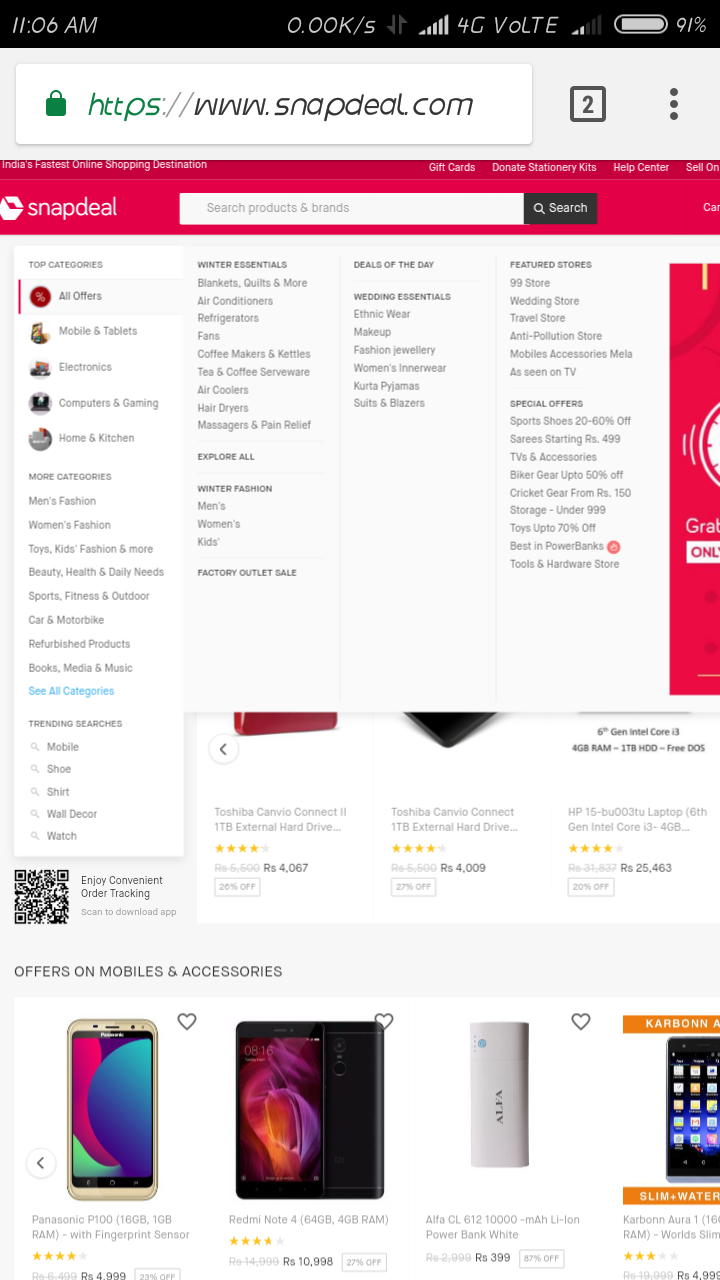 11:06 AM 0.00K/s 4G VoLTE 91%
https://www.snapdeal.com 2
India's Fastest Online Shopping Destination Gift Cards Donate Stationery Kits Help Center Sell On
snapdeal Search products & brands Search Car
TOP CATEGORIES
% All Offers
Mobile & Tablets
Electronics
Computers & Gaming
Home & Kitchen
MORE CATEGORIES
Men's Fashion
Women's Fashion
Toys, Kids' Fashion & more
Beauty, Health & Daily Needs
Sports, Fitness & Outdoor
Car & Motorbike
Refurbished Products
Books, Media & Music
See All Categories
TRENDING SEARCHES
Mobile
Shoe
Shirt
Wall Decor
Watch
WINTER ESSENTIALS
Blankets, Quilts & More
Air Conditioners
Refrigerators
Fans
Coffee Makers & Kettles
Tea & Coffee Serveware
Air Coolers
Hair Dryers
Massagers & Pain Relief
EXPLORE ALL
WINTER FASHION
Men's
Women's
Kids'
FACTORY OUTLET SALE
DEALS OF THE DAY
WEDDING ESSENTIALS
Ethnic Wear
Makeup
Fashion jewellery
Women's Innerwear
Kurta Pyjamas
Suits & Blazers
FEATURED STORES
99 Store
Wedding Store
Travel Store
Anti-Pollution Store
Mobiles Accessories Mela
As seen on TV
SPECIAL OFFERS
Sports Shoes 20-60% Off
Sarees Starting Rs. 499
TVs & Accessories
Biker Gear Upto 50% off
Cricket Gear From Rs. 150
Storage - Under 999
Toys Upto 70% Off
Best in PowerBanks
Tools & Hardware Store
Grab
ONLY
6th Gen Intel Core i3
4GB RAM – 1TB HDD – Free DOS
Toshiba Canvio Connect II
1TB External Hard Drive...
Rs 5,500 Rs 4,067
26% OFF
Toshiba Canvio Connect
1TB External Hard Drive...
Rs 5,500 Rs 4,009
27% OFF
HP 15-bu003tu Laptop (6th
Gen Intel Core i3- 4GB...
Rs 31,837 Rs 25,463
20% OFF
Enjoy Convenient
Order Tracking
Scan to download app
OFFERS ON MOBILES & ACCESSORIES
Panasonic
08:16
ALFA
KARBONN A
SLIM+WATER
Panasonic P100 (16GB, 1GB
RAM) - with Fingerprint Sensor
Rs 6,499 Rs 4,999 23% OFF
Redmi Note 4 (64GB, 4GB RAM)
Rs 14,999 Rs 10,998 27% OFF
Alfa CL 612 10000 -mAh Li-Ion
Power Bank White
Rs 2,999 Rs 399 87% OFF
Karbonn Aura 1 (16G
RAM) - Worlds Slim
Rs 19,999 Rs 4,999